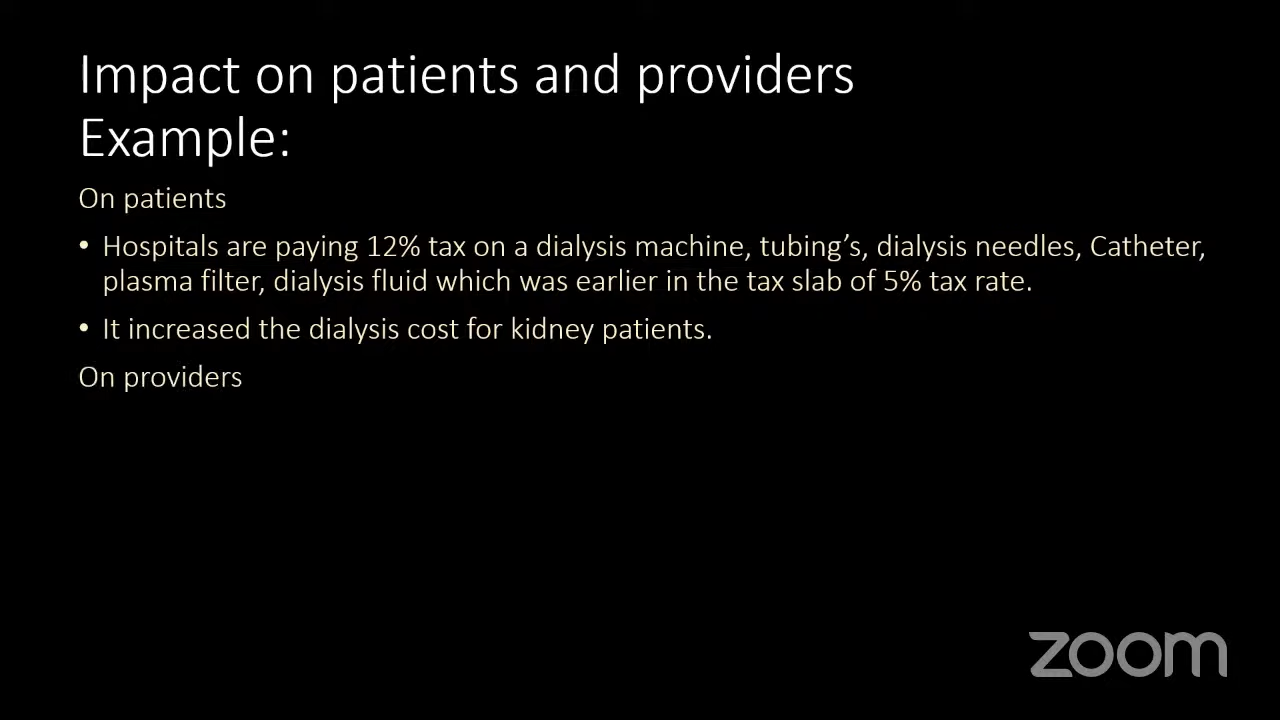 Impact on patients and providers
Example:
On patients
• Hospitals are paying 12% tax on a dialysis machine, tubing’s, dialysis needles, Catheter,
plasma filter, dialysis fluid which was earlier in the tax slab of 5% tax rate.
• It increased the dialysis cost for kidney patients.
On providers
zoom